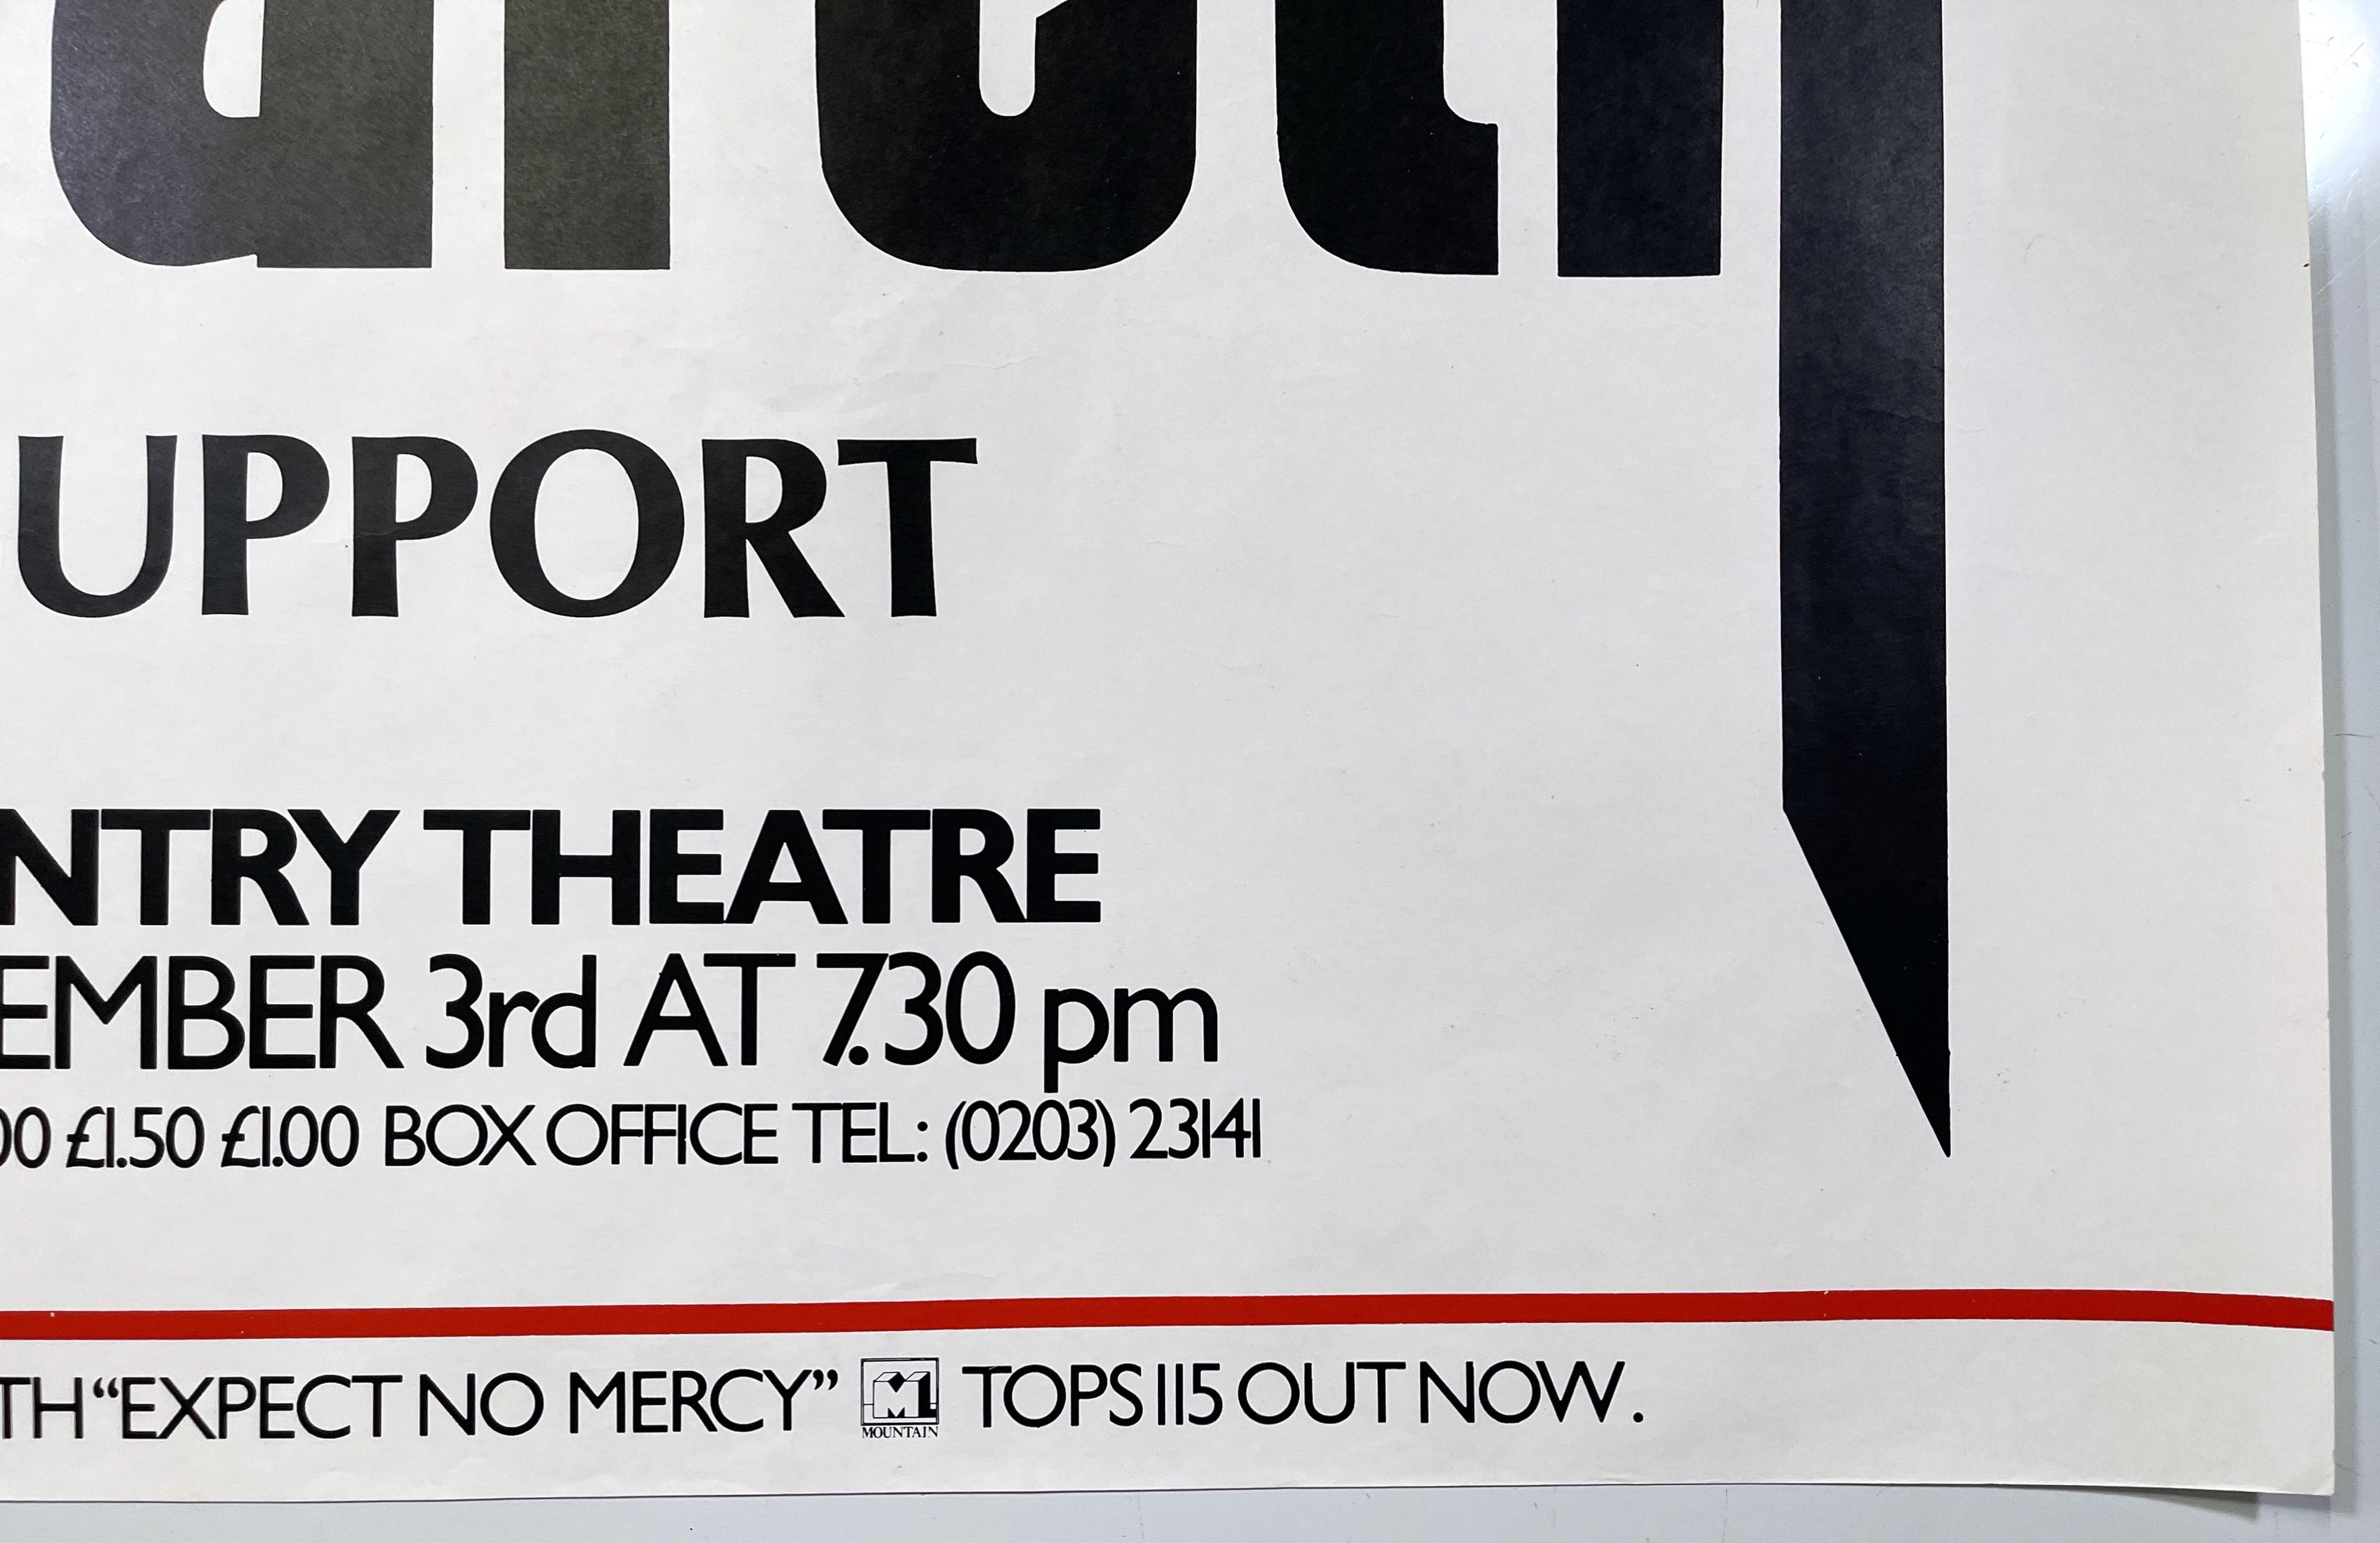 areth
UPPORT
NTRY THEATRE
EMBER 3rd AT 7.30 pm
00 £1.50 £1.00 BOX OFFICE TEL: (0203) 23141
TH “EXPECT NO MERCY” M MOUNTAIN TOPS 115 OUT NOW.